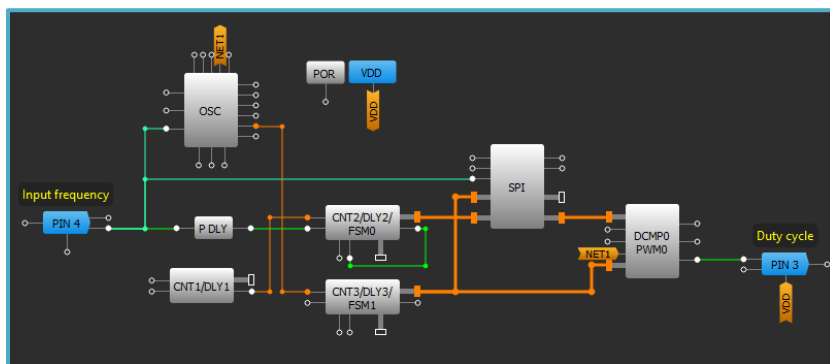 NET1
POR
VDD
OSC
VDD
SPI
Input frequency
PIN 4
P DLY
CNT2/DLY2/
FSM0
DCMP0
PWM0
Duty cycle
NET1
PIN 3
CNT1/DLY1
CNT3/DLY3/
FSM1
VDD